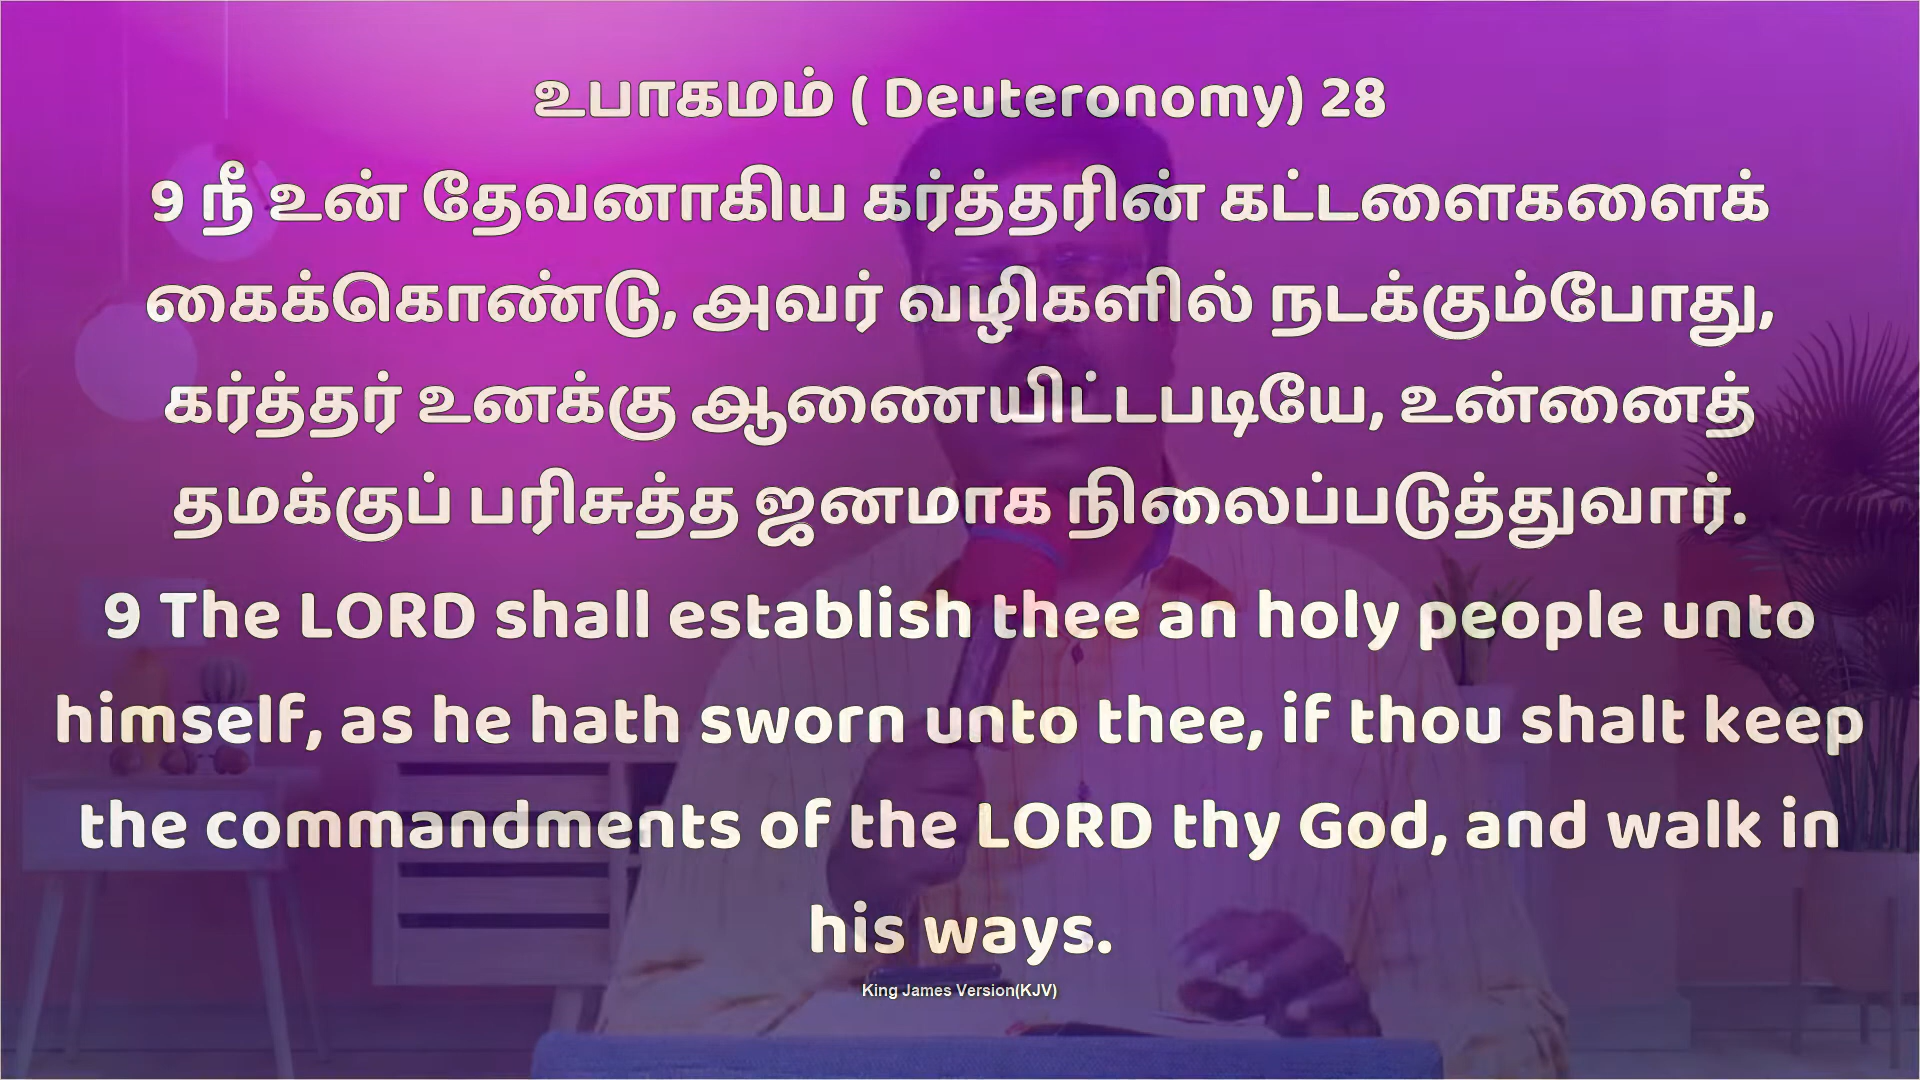 உபாகமம் ( Deuteronomy) 28
9 நீ உன் தேவனாகிய கர்த்தரின் கட்டளைகளைக்
கைக்கொண்டு, அவர் வழிகளில் நடக்கும்போது,
கர்த்தர் உனக்கு ஆணையிட்டபடியே, உன்னைத்
தமக்குப் பரிசுத்த ஜனமாக நிலைப்படுத்துவார்.
9 The LORD shall establish thee an holy people unto
himself, as he hath sworn unto thee, if thou shalt keep
the commandments of the LORD thy God, and walk in
his ways.
King James Version(KJV)